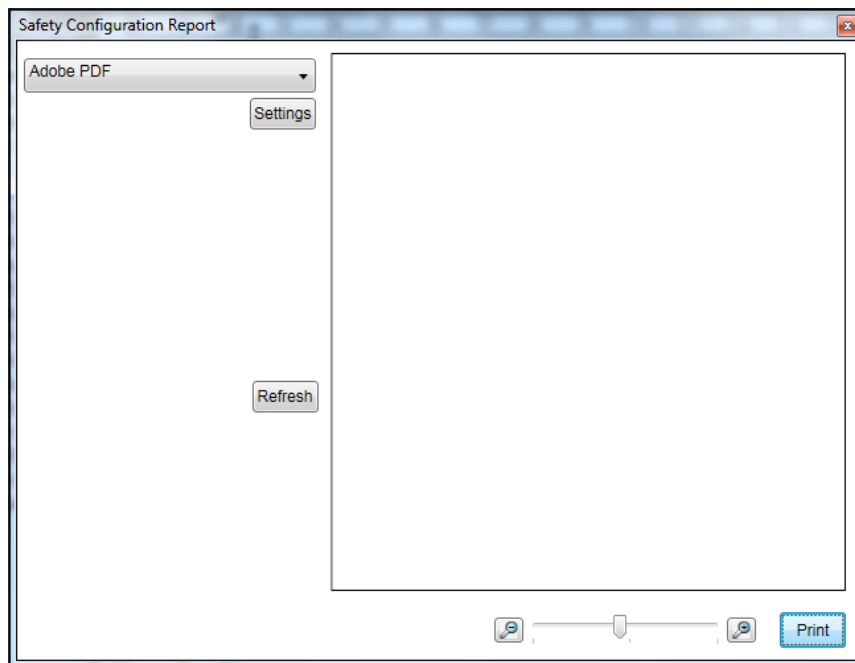 Safety Configuration Report
Adobe PDF
Settings
Refresh
Print